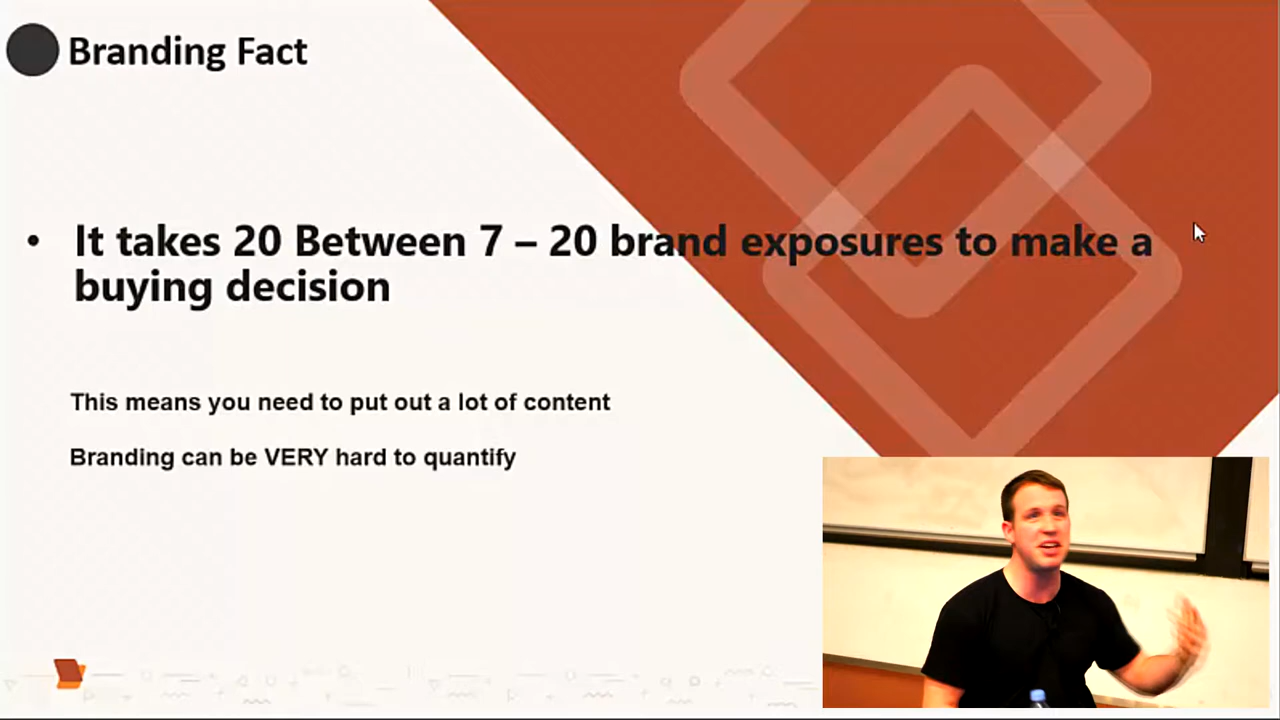 Branding Fact
• It takes 20 Between 7 – 20 brand exposures to make a
buying decision
This means you need to put out a lot of content
Branding can be VERY hard to quantify